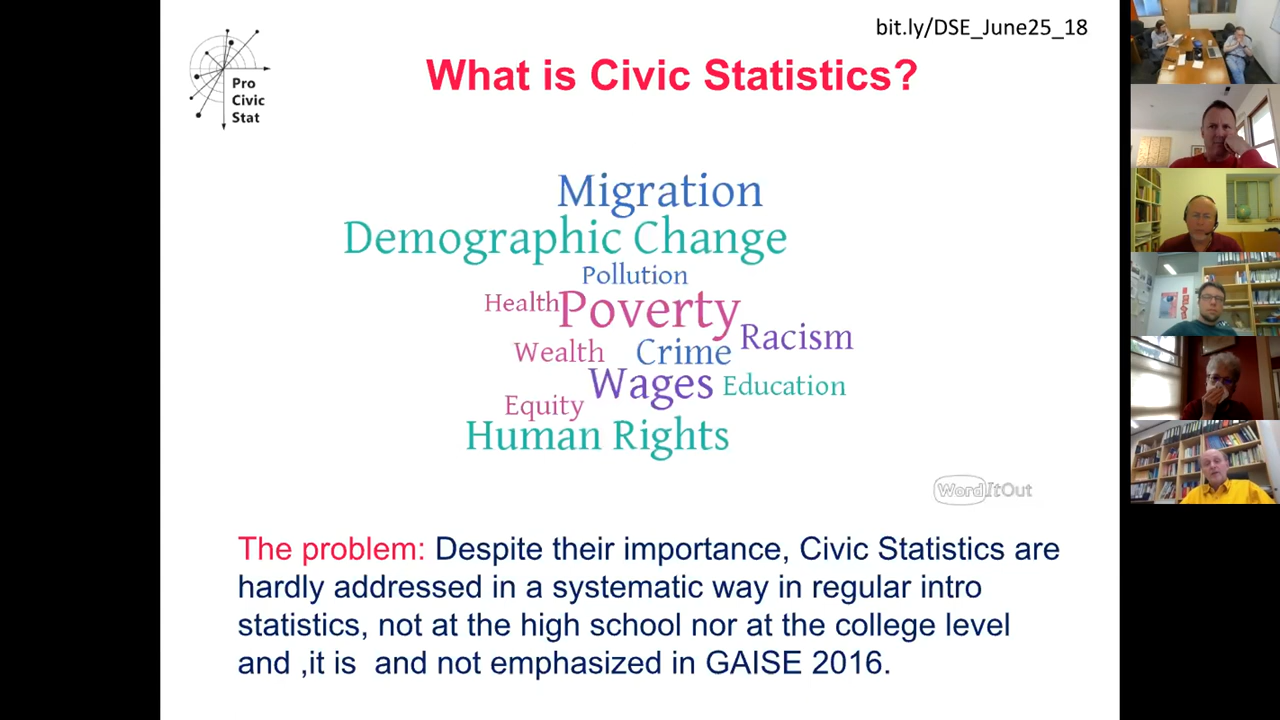 bit.ly/DSE_June25_18
What is Civic Statistics?
Pro
Civic
Stat
Migration
Demographic Change
Pollution
Health Poverty
Racism
Wealth Crime
Wages Education
Equity
Human Rights
WordItOut
The problem: Despite their importance, Civic Statistics are
hardly addressed in a systematic way in regular intro
statistics, not at the high school nor at the college level
and ,it is  and not emphasized in GAISE 2016.